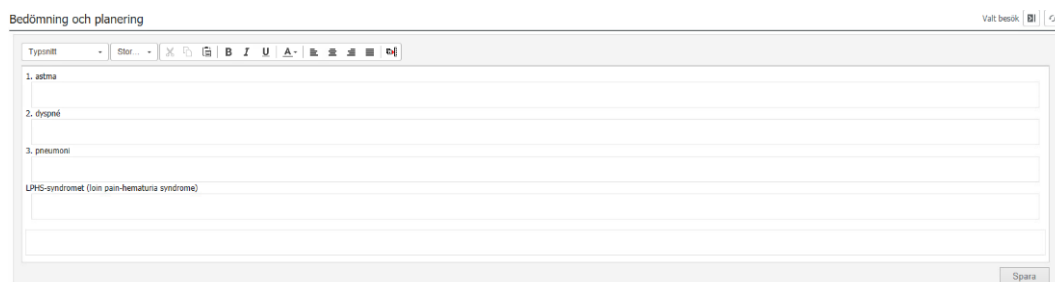 Bedömning och planering
Valt besök
Typsnitt Stor... B I U A
1. astma
2. dyspné
3. pneumoni
LPHS-syndromet (loin pain-hematuria syndrome)
Spara